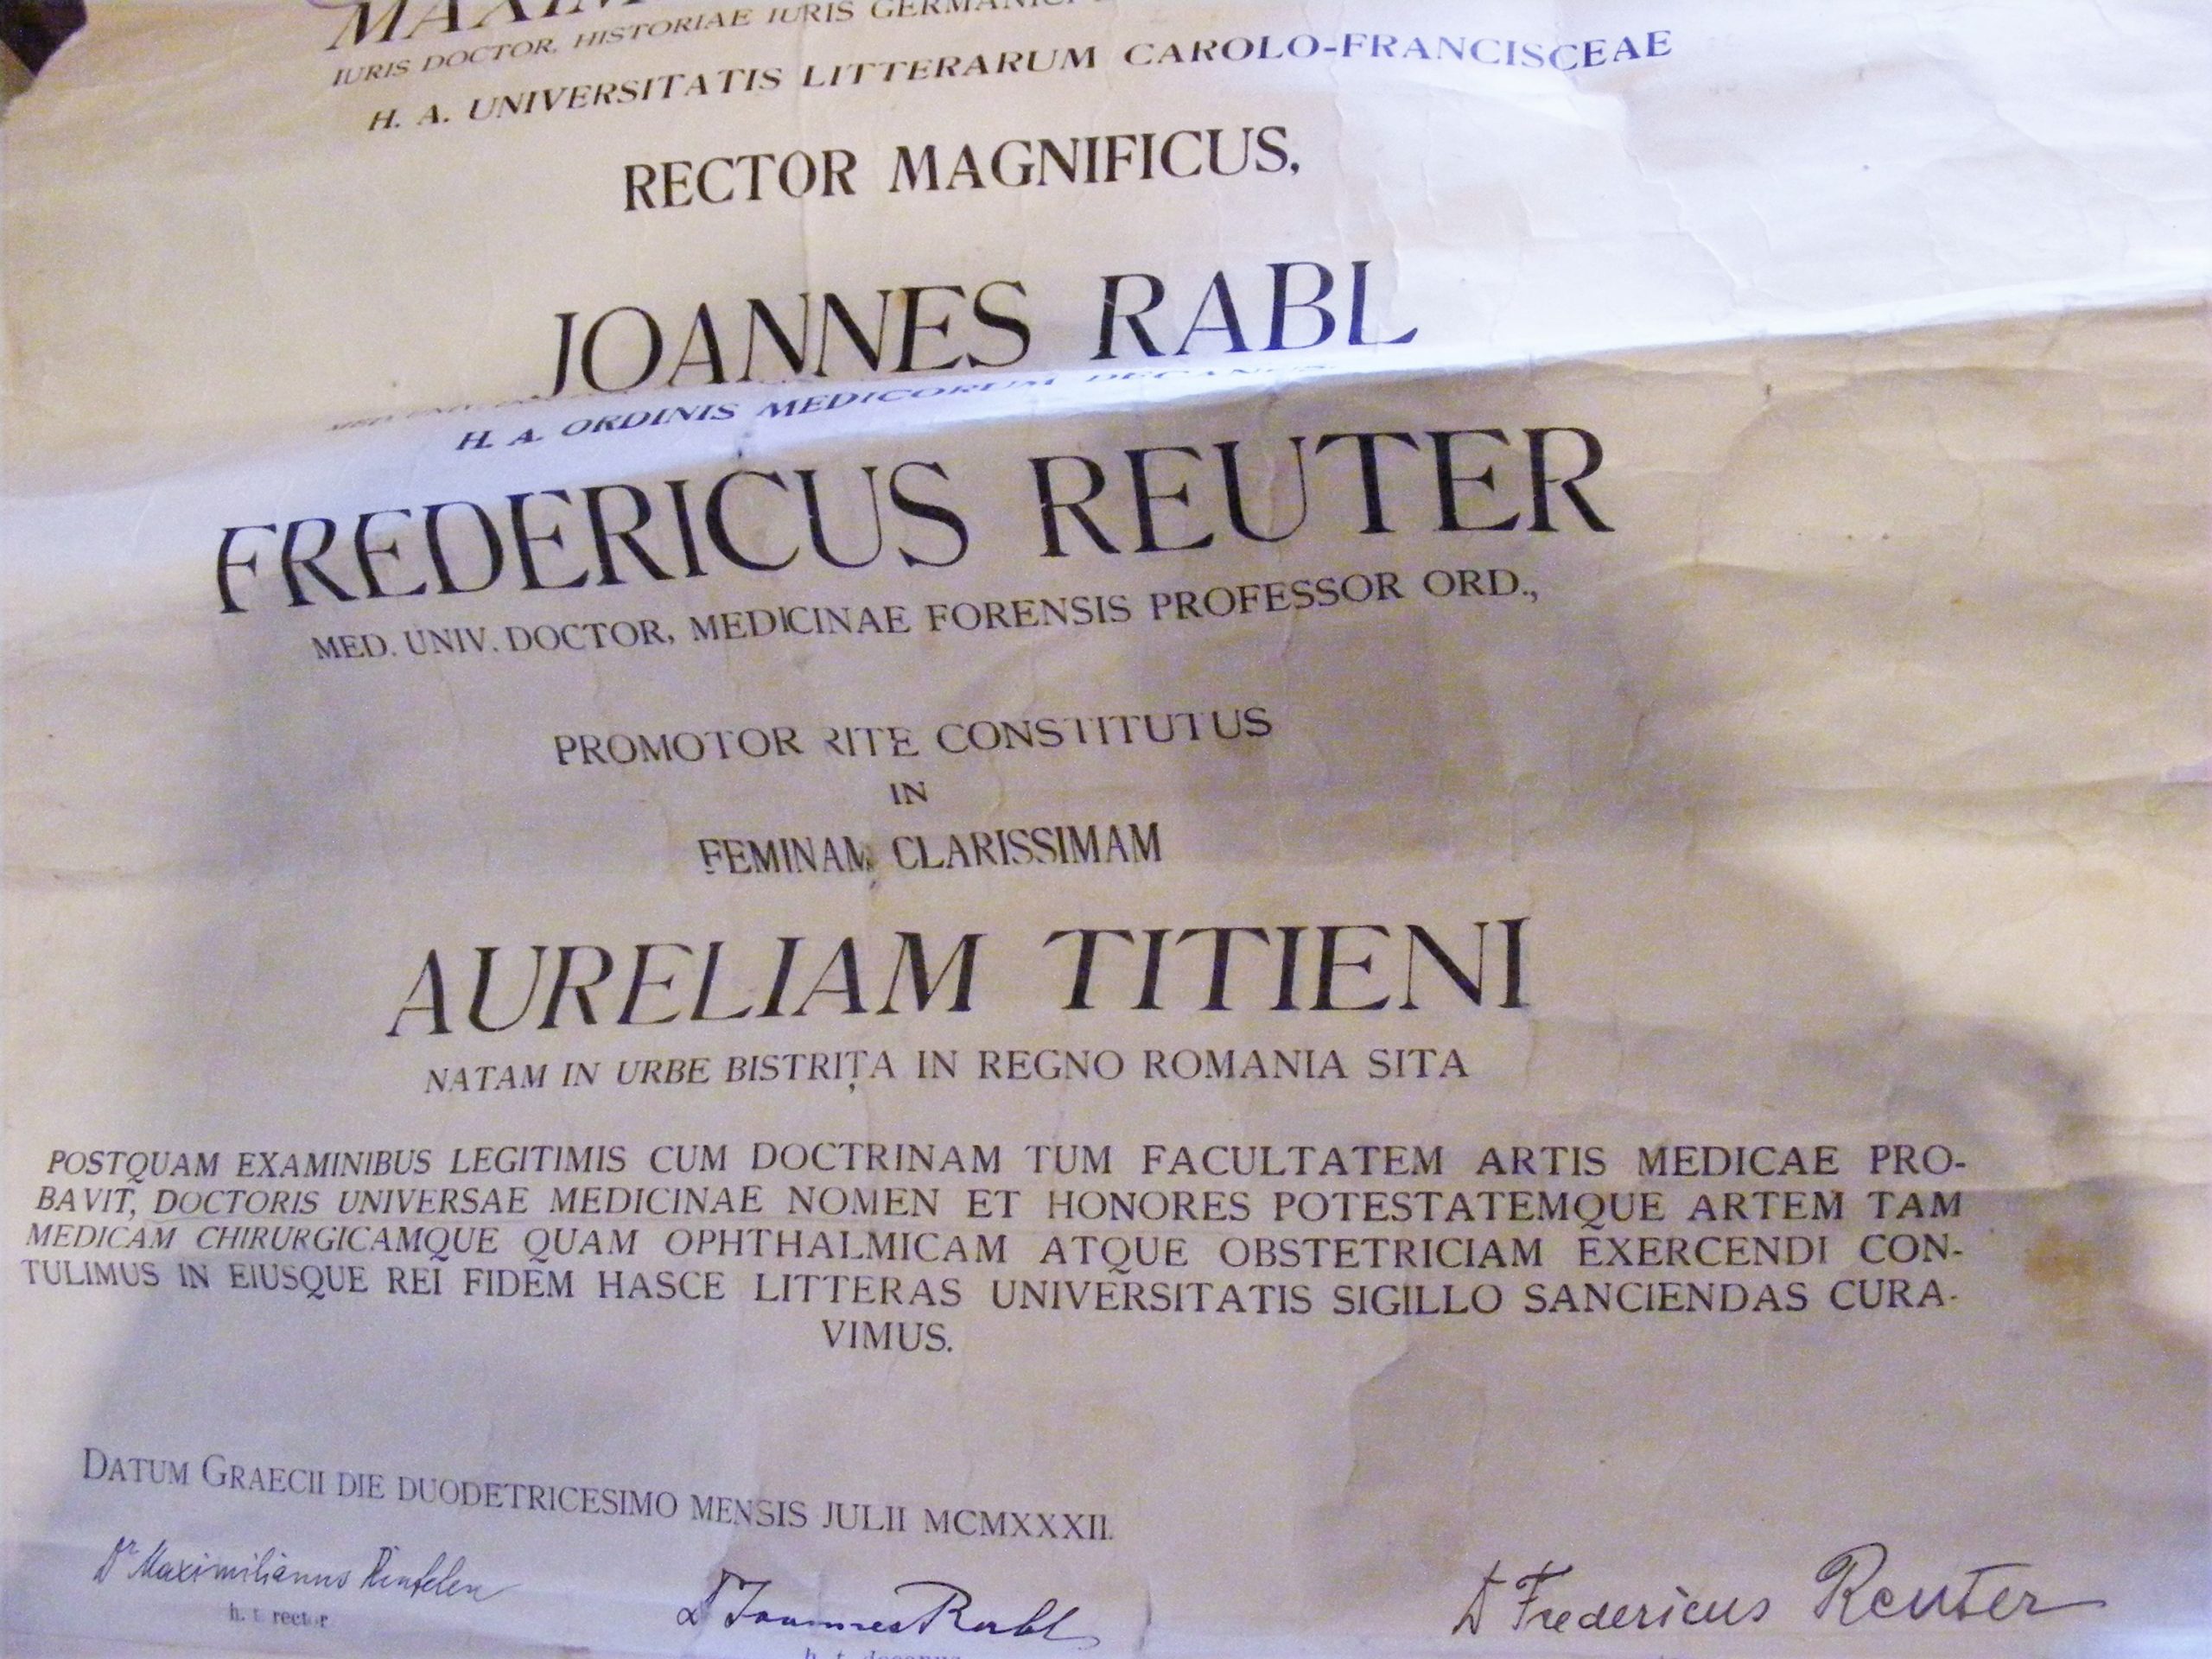 IURIS DOCTOR, HISTORIAE IURIS
H. A. UNIVERSITATIS LITTERARUM CAROLO-FRANCISCEAE
RECTOR MAGNIFICUS,
JOANNES RABL
H. A. ORDINIS MEDICORUM DECANUS
FREDERICUS REUTER
MED. UNIV. DOCTOR, MEDICINAE FORENSIS PROFESSOR ORD.,
PROMOTOR RITE CONSTITUTUS
IN
FEMINAM CLARISSIMAM
AURELIAM TITIENI
NATAM IN URBE BISTRIȚA IN REGNO ROMANIA SITA
POSTQUAM EXAMINIBUS LEGITIMIS CUM DOCTRINAM TUM FACULTATEM ARTIS MEDICAE PRO-
BAVIT, DOCTORIS UNIVERSAE MEDICINAE NOMEN ET HONORES POTESTATEMQUE ARTEM TAM
MEDICAM CHIRURGICAMQUE QUAM OPHTHALMICAM ATQUE OBSTETRICIAM EXERCENDI CON-
TULIMUS IN EIUSQUE REI FIDEM HASCE LITTERAS UNIVERSITATIS SIGILLO SANCIENDAS CURA-
VIMUS.
DATUM GRAECII DIE DUODETRICESIMO MENSIS JULII MCMXXXII.
Dr Maximilianus Rintelen
h. t. rector
Dr Joannes Rabl
h. t. decanus
Dr Fredericus Reuter